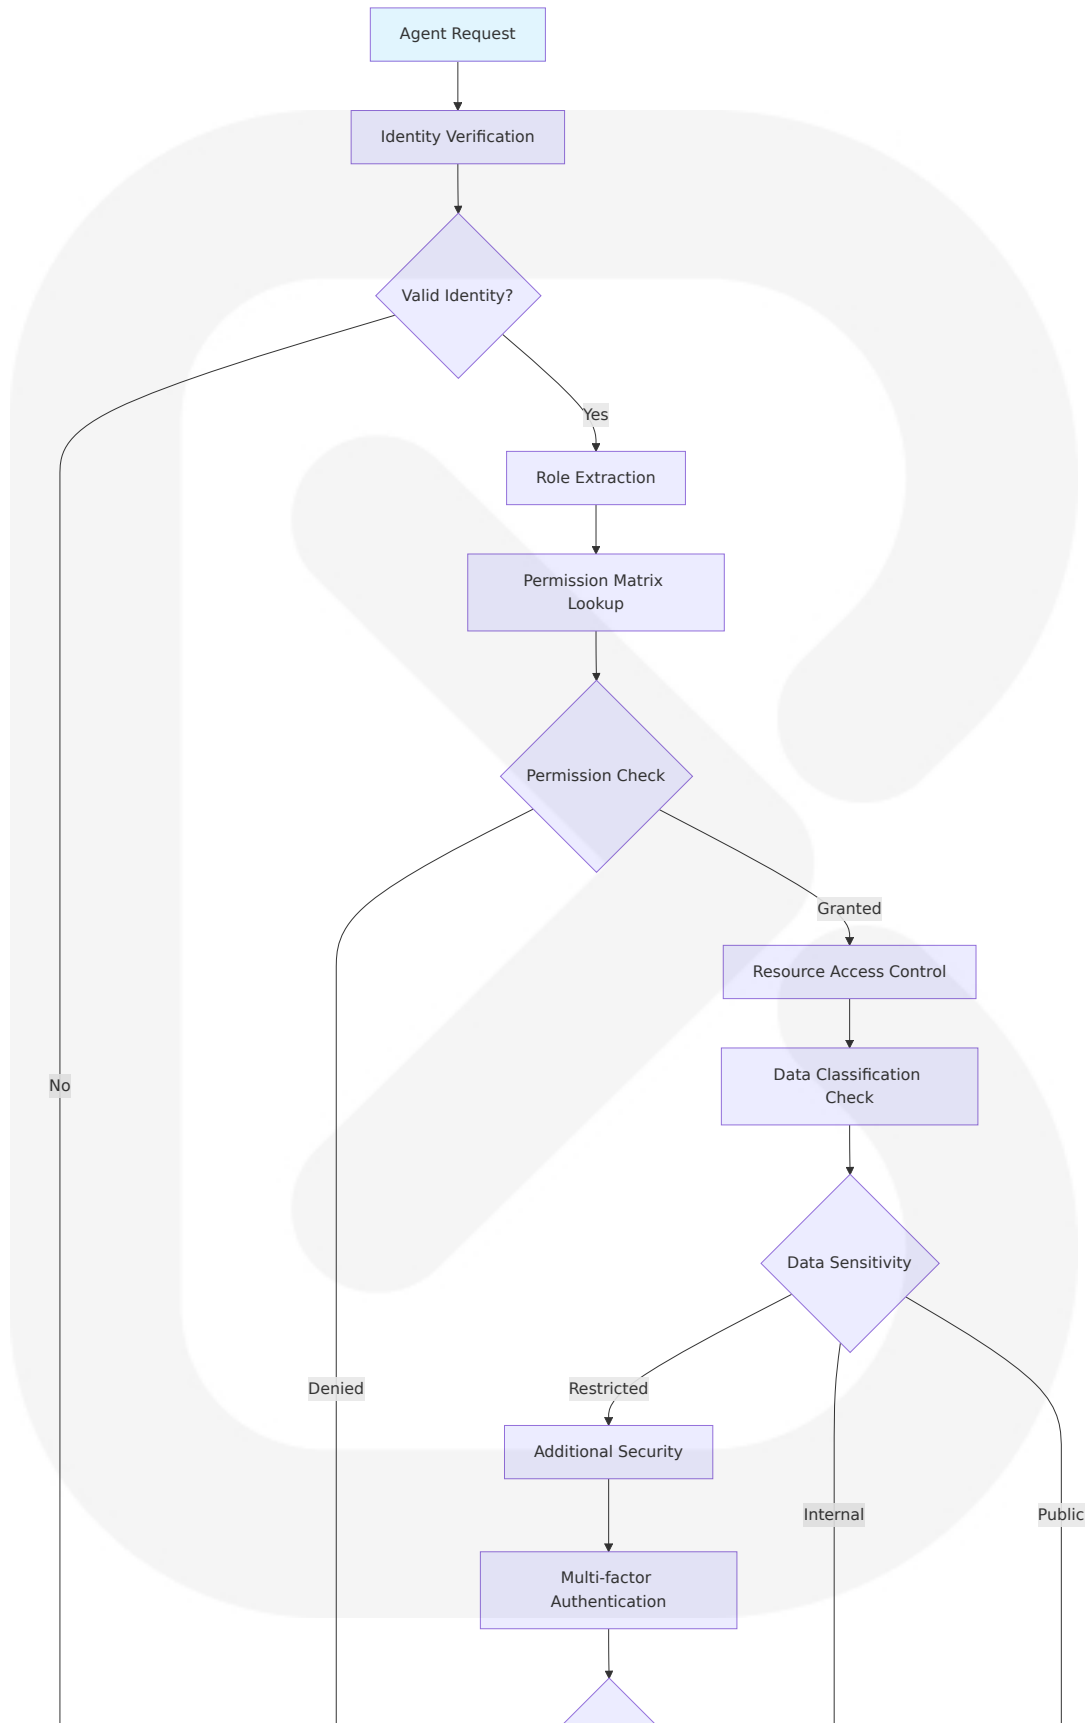 Agent Request
Identity Verification
Valid Identity?
Yes
Role Extraction
Permission Matrix
Lookup
Permission Check
Granted
Resource Access Control
Data Classification
Check
No
Data Sensitivity
Denied
Restricted
Additional Security
Internal
Public
Multi-factor
Authentication